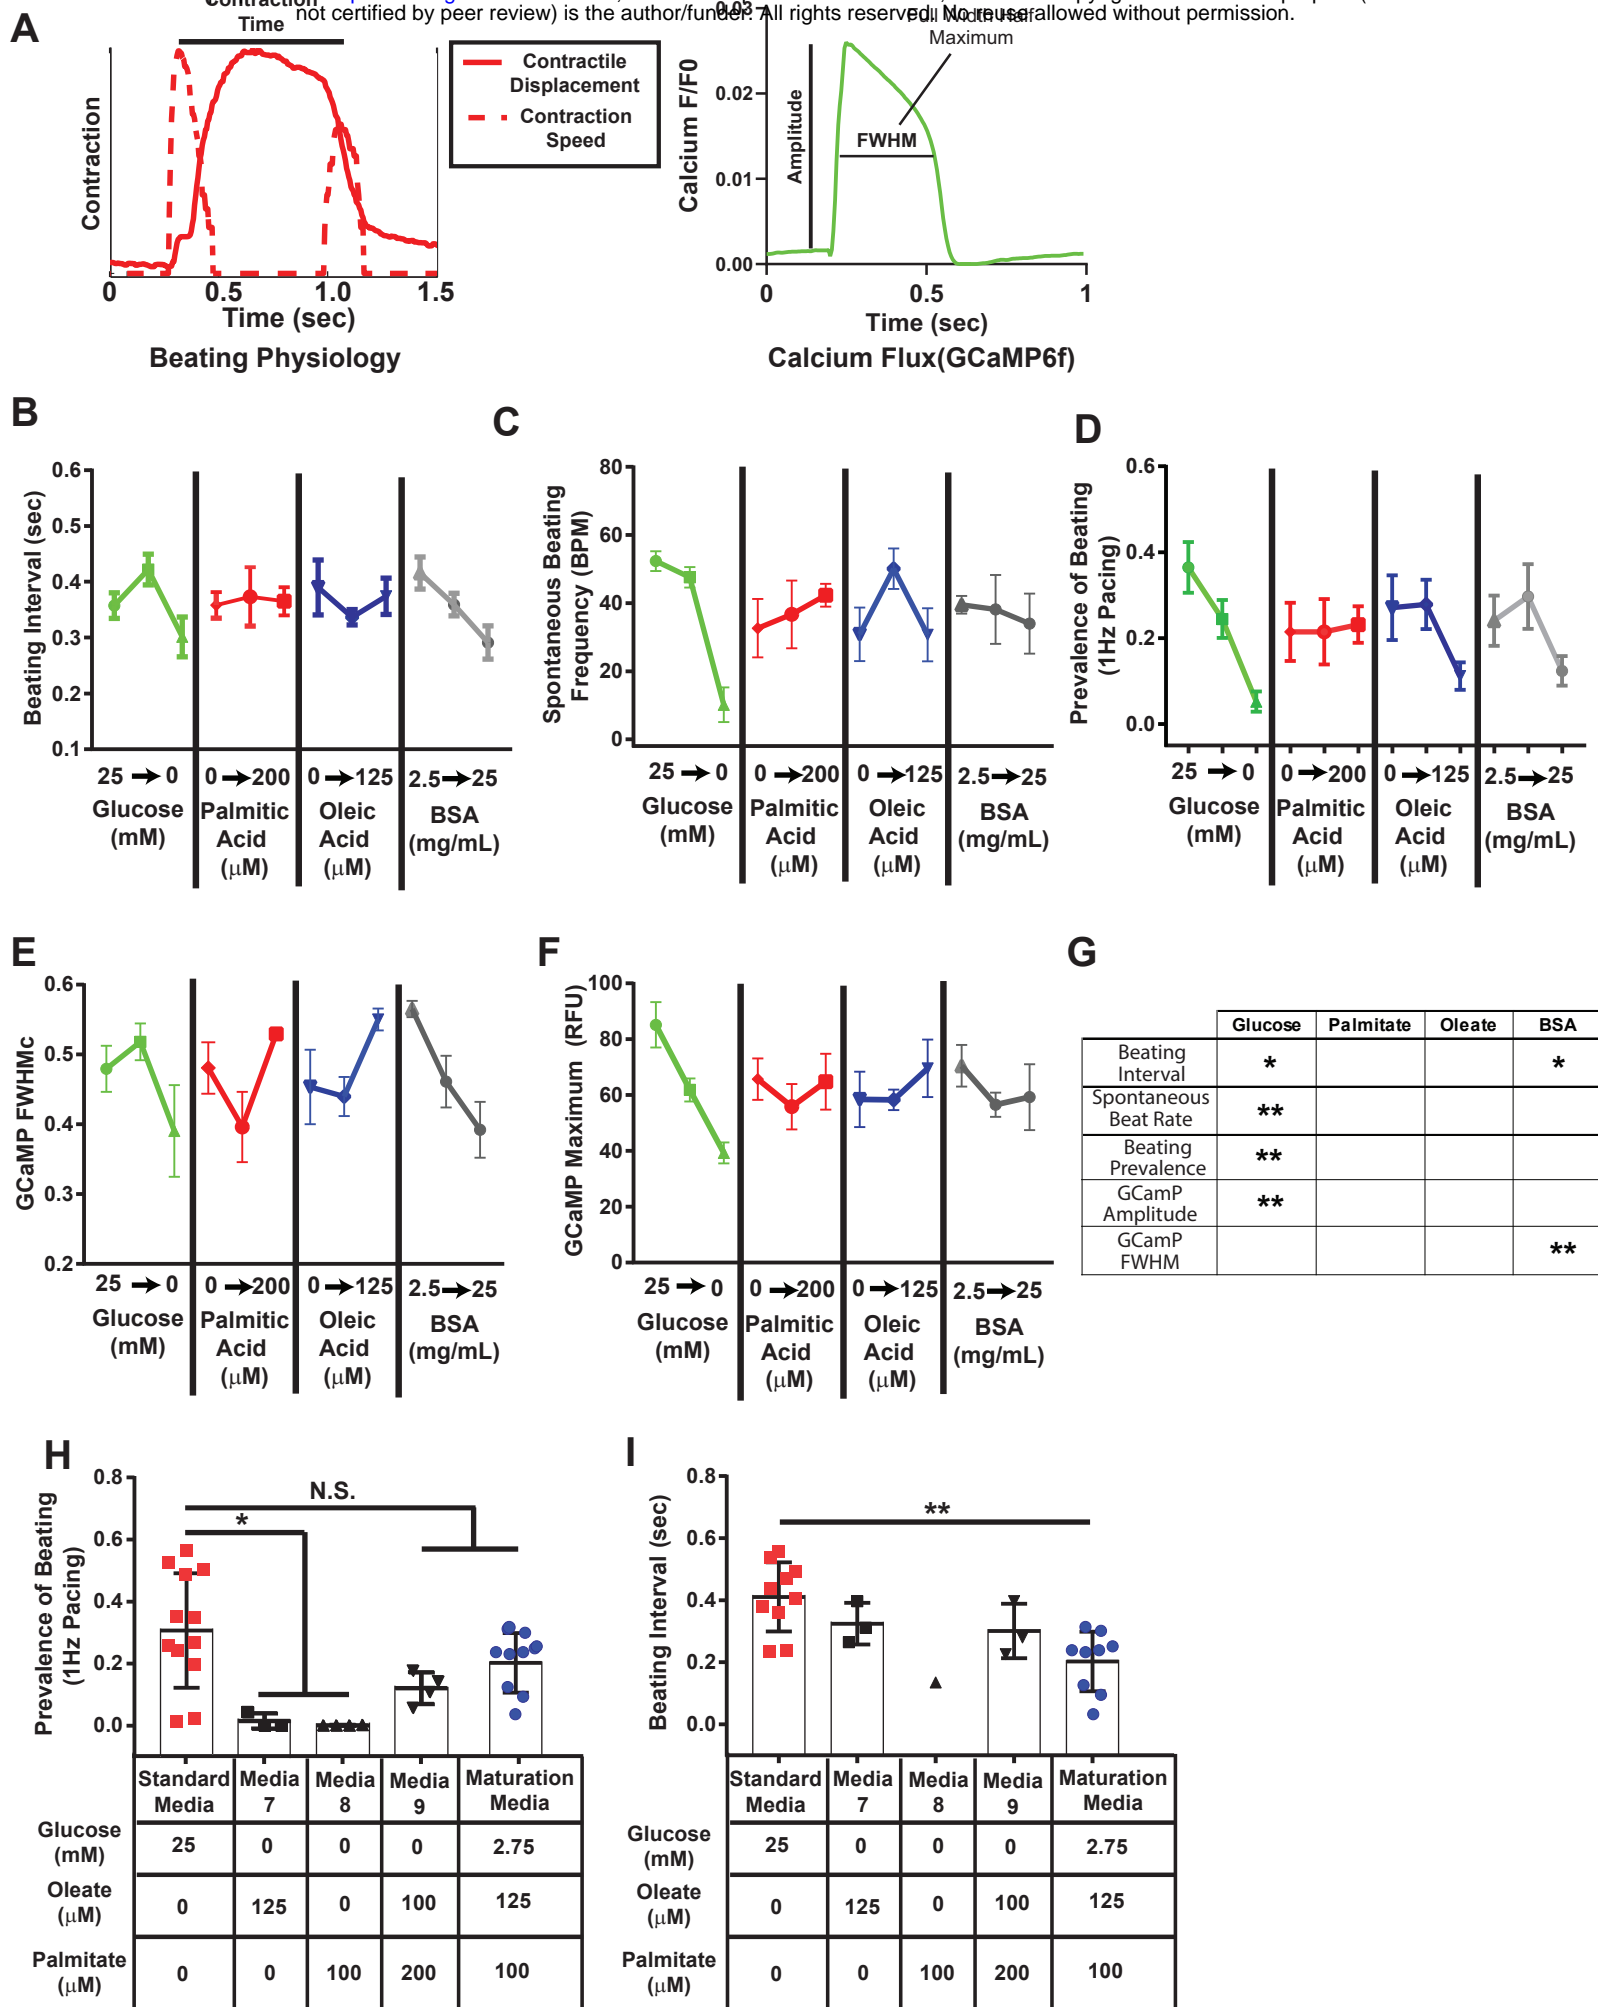 Contraction
Time
not certified by peer review) is the author/funder. All rights reserved. No reuse allowed without permission.
A
Contraction
0
0.5
1.0
1.5
Time (sec)
Beating Physiology
Contractile
Displacement
Contraction
Speed
0.03
Full Width Half
Maximum
Calcium F/F0
0.02
0.01
0.00
Amplitude
FWHM
0
0.5
1
Time (sec)
Calcium Flux(GCaMP6f)
B
Beating Interval (sec)
0.6
0.5
0.4
0.3
0.2
0.1
25 → 0
Glucose
(mM)
0 → 200
Palmitic
Acid
(μM)
0 → 125
Oleic
Acid
(μM)
2.5 → 25
BSA
(mg/mL)
C
Spontaneous Beating
Frequency (BPM)
80
60
40
20
0
25 → 0
Glucose
(mM)
0 → 200
Palmitic
Acid
(μM)
0 → 125
Oleic
Acid
(μM)
2.5 → 25
BSA
(mg/mL)
D
Prevalence of Beating
(1Hz Pacing)
0.6
0.4
0.2
0.0
25 → 0
Glucose
(mM)
0 → 200
Palmitic
Acid
(μM)
0 → 125
Oleic
Acid
(μM)
2.5 → 25
BSA
(mg/mL)
E
GCaMP FWHMc
0.6
0.5
0.4
0.3
0.2
25 → 0
Glucose
(mM)
0 → 200
Palmitic
Acid
(μM)
0 → 125
Oleic
Acid
(μM)
2.5 → 25
BSA
(mg/mL)
F
GCaMP Maximum (RFU)
100
80
60
40
20
0
25 → 0
Glucose
(mM)
0 → 200
Palmitic
Acid
(μM)
0 → 125
Oleic
Acid
(μM)
2.5 → 25
BSA
(mg/mL)
G
Glucose Palmitate Oleate BSA
Beating
Interval * *
Spontaneous
Beat Rate **
Beating
Prevalence **
GCamP
Amplitude **
GCamP
FWHM **
H
Prevalence of Beating
(1Hz Pacing)
0.8
0.6
0.4
0.2
0.0
N.S.
*
Standard Media Media Media Maturation
Media 7 8 9 Media
Glucose
(mM) 25 0 0 0 2.75
Oleate
(μM) 0 125 0 100 125
Palmitate
(μM) 0 0 100 200 100
I
Beating Interval (sec)
0.8
0.6
0.4
0.2
0.0
**
Standard Media Media Media Maturation
Media 7 8 9 Media
Glucose
(mM) 25 0 0 0 2.75
Oleate
(μM) 0 125 0 100 125
Palmitate
(μM) 0 0 100 200 100